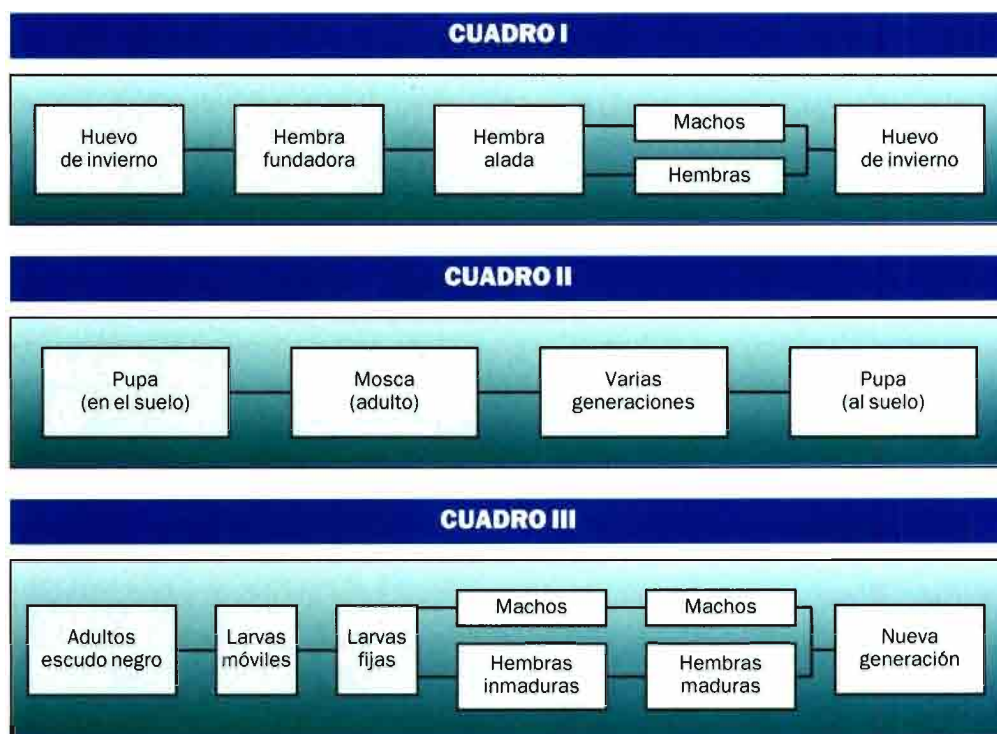 CUADRO I
Huevo
de invierno
Hembra
fundadora
Hembra
alada
Machos
Hembras
Huevo
de invierno
CUADRO II
Pupa
(en el suelo)
Mosca
(adulto)
Varias
generaciones
Pupa
(al suelo)
CUADRO III
Adultos
escudo negro
Larvas
móviles
Larvas
fijas
Machos
Hembras
inmaduras
Machos
Hembras
maduras
Nueva
generación